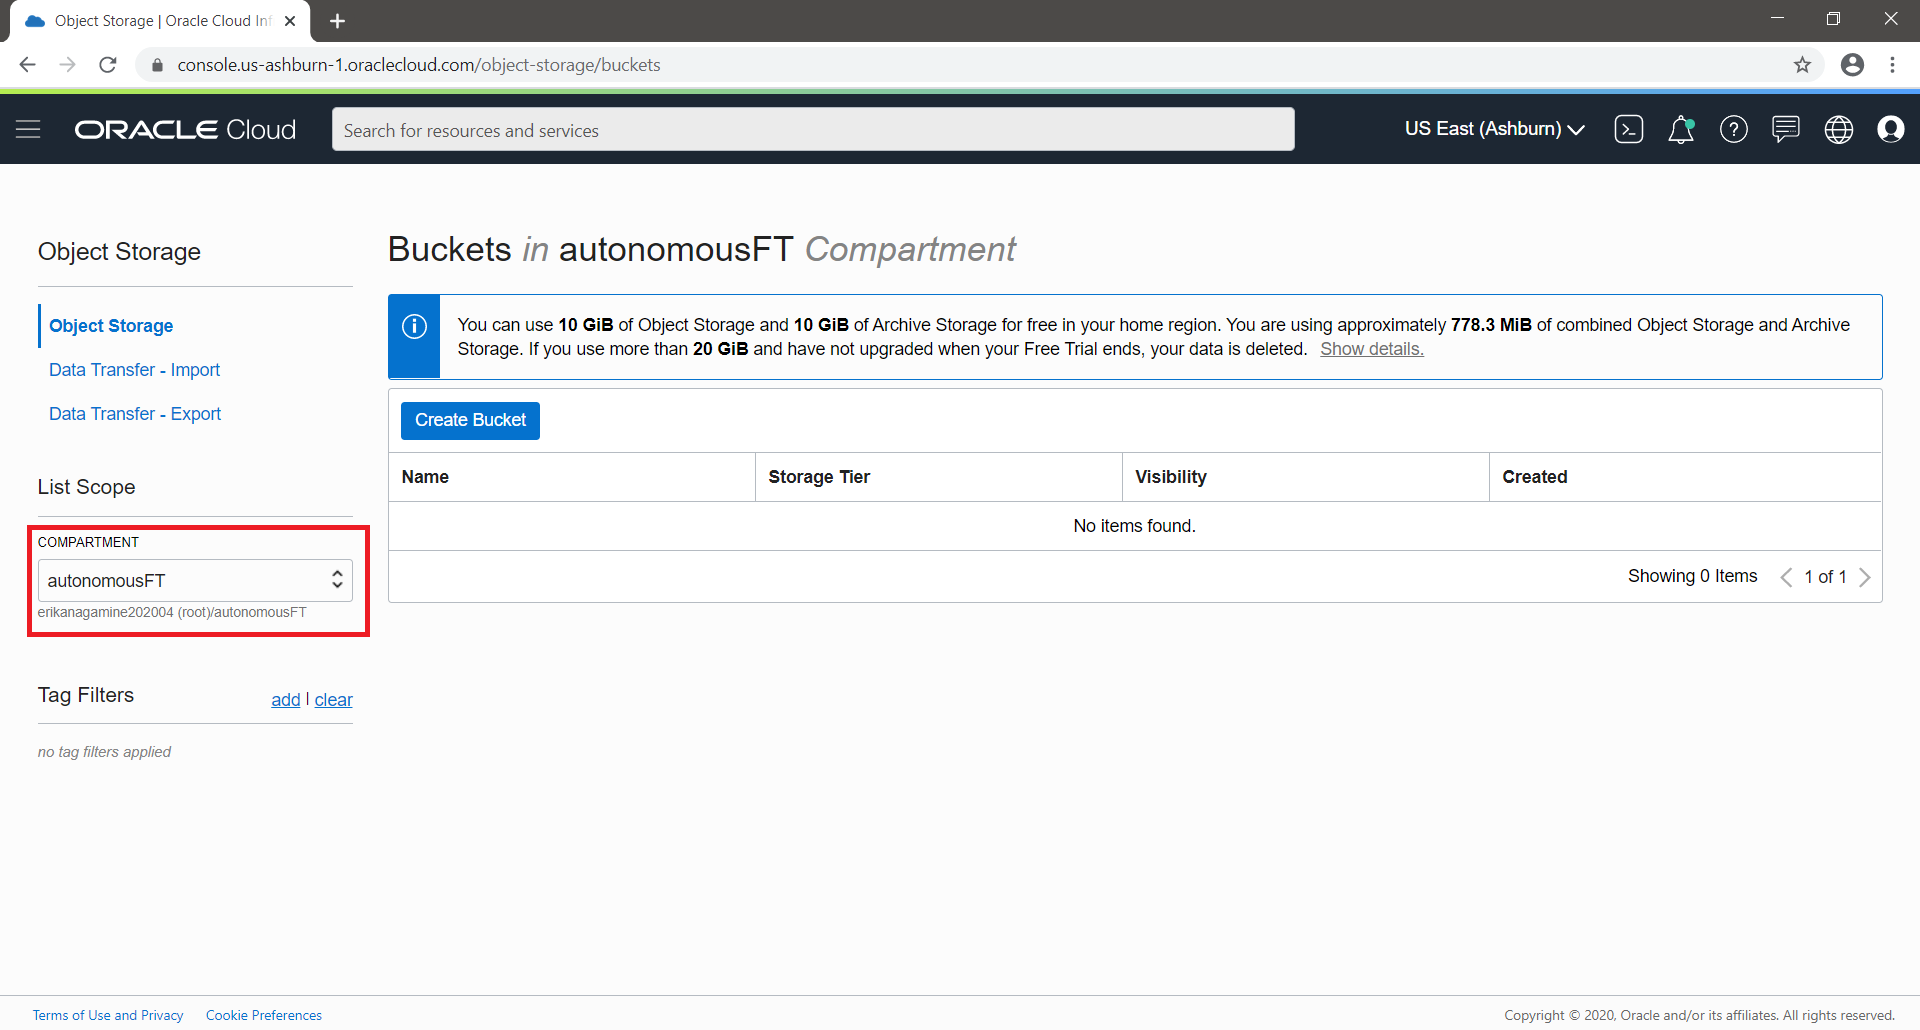 Object Storage | Oracle Cloud Inf
console.us-ashburn-1.oraclecloud.com/object-storage/buckets
ORACLE Cloud
Search for resources and services
US East (Ashburn)
Object Storage
Object Storage
Data Transfer - Import
Data Transfer - Export
List Scope
COMPARTMENT
autonomousFT
erikanagamine202004 (root)/autonomousFT
Tag Filters
add | clear
no tag filters applied
Buckets in autonomousFT Compartment
You can use 10 GiB of Object Storage and 10 GiB of Archive Storage for free in your home region. You are using approximately 778.3 MiB of combined Object Storage and Archive
Storage. If you use more than 20 GiB and have not upgraded when your Free Trial ends, your data is deleted. Show details.
Create Bucket
Name Storage Tier Visibility Created
No items found.
Showing 0 Items 1 of 1
Terms of Use and Privacy Cookie Preferences
Copyright © 2020, Oracle and/or its affiliates. All rights reserved.